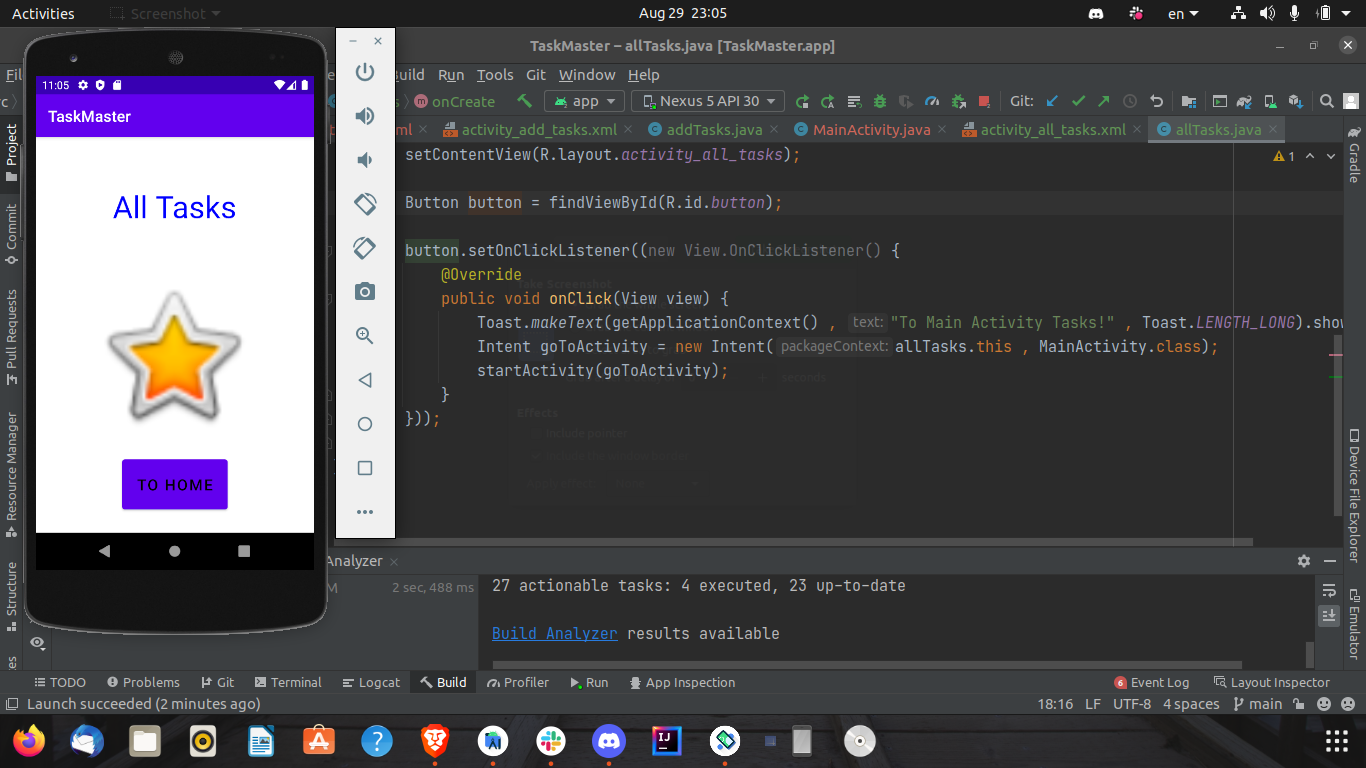 Activities
Screenshot
Aug 29 23:05
en
TaskMaster – allTasks.java [TaskMaster.app]
Run Tools Git Window Help
onCreate
app
Nexus 5 API 30
Git:
activity_add_tasks.xml
addTasks.java
MainActivity.java
activity_all_tasks.xml
allTasks.java
setContentView(R.layout.activity_all_tasks);
1
Button button = findViewById(R.id.button);
button.setOnClickListener((new View.OnClickListener() {
@Override
public void onClick(View view) {
Toast.makeText(getApplicationContext() , text: "To Main Activity Tasks!" , Toast.LENGTH_LONG).show
Intent goToActivity = new Intent( packageContext: allTasks.this , MainActivity.class);
startActivity(goToActivity);
}
}));
Take Screenshot
seconds
Effects
Include pointer
11:05
TaskMaster
All Tasks
TO HOME
Project
Commit
Pull Requests
Resource Manager
Structure
Gradle
Device File Explorer
Emulator
Analyzer
2 sec, 488 ms
27 actionable tasks: 4 executed, 23 up-to-date
Build Analyzer results available
TODO
Problems
Git
Terminal
Logcat
Build
Profiler
Run
App Inspection
6 Event Log
Layout Inspector
Launch succeeded (2 minutes ago)
18:16 LF UTF-8 4 spaces main